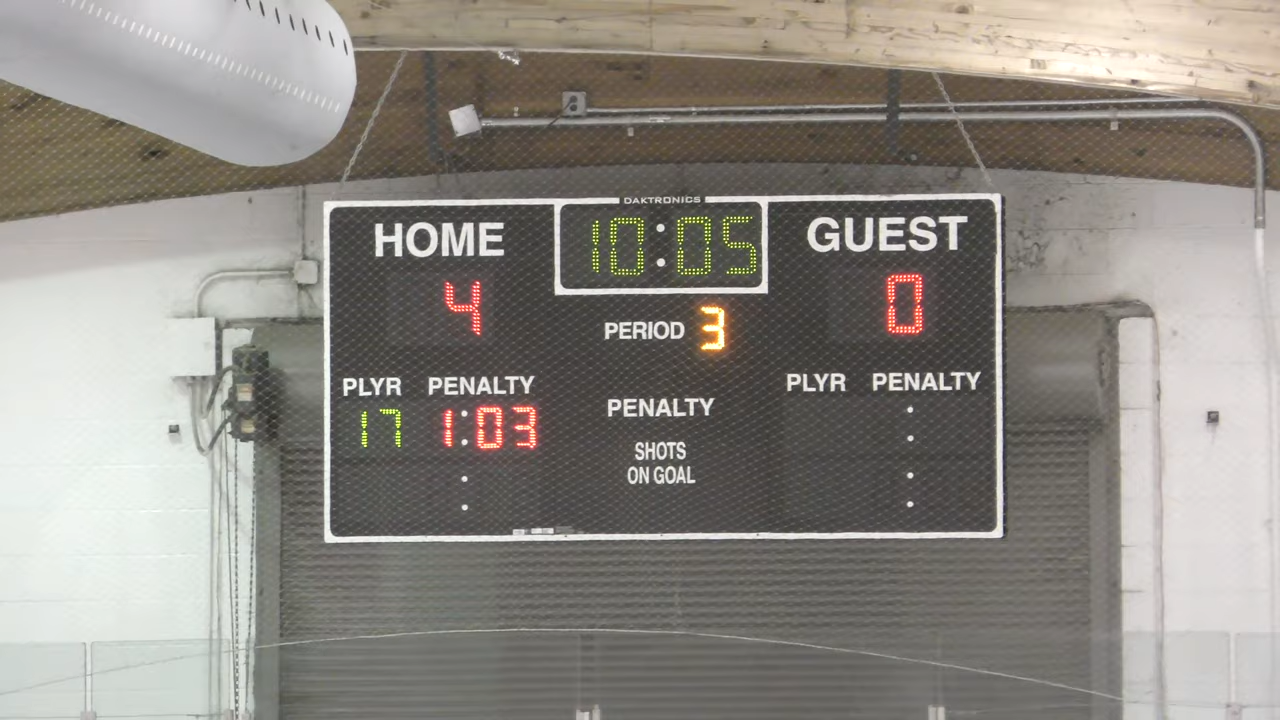 DAKTRONICS
HOME 10:05 GUEST
4 PERIOD 3 0
PLYR PENALTY PENALTY PLYR PENALTY
17 1:03 SHOTS
ON GOAL